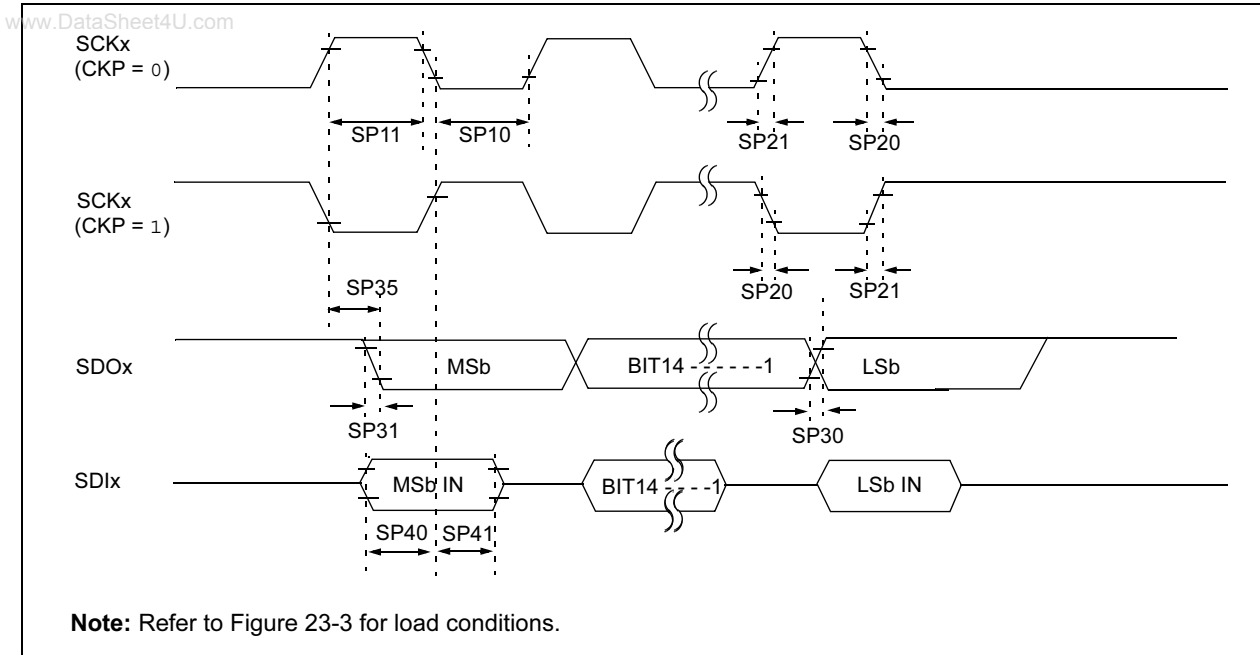 www.DataSheet4U.com
SCKx
(CKP = 0)
SP11
SP10
SP21
SP20
SCKx
(CKP = 1)
SP35
SP20
SP21
SDOx
MSb
BIT14 - - - - - -1
LSb
SP31
SP30
SDIx
MSb IN
BIT14 - - - -1
LSb IN
SP40
SP41
Note: Refer to Figure 23-3 for load conditions.